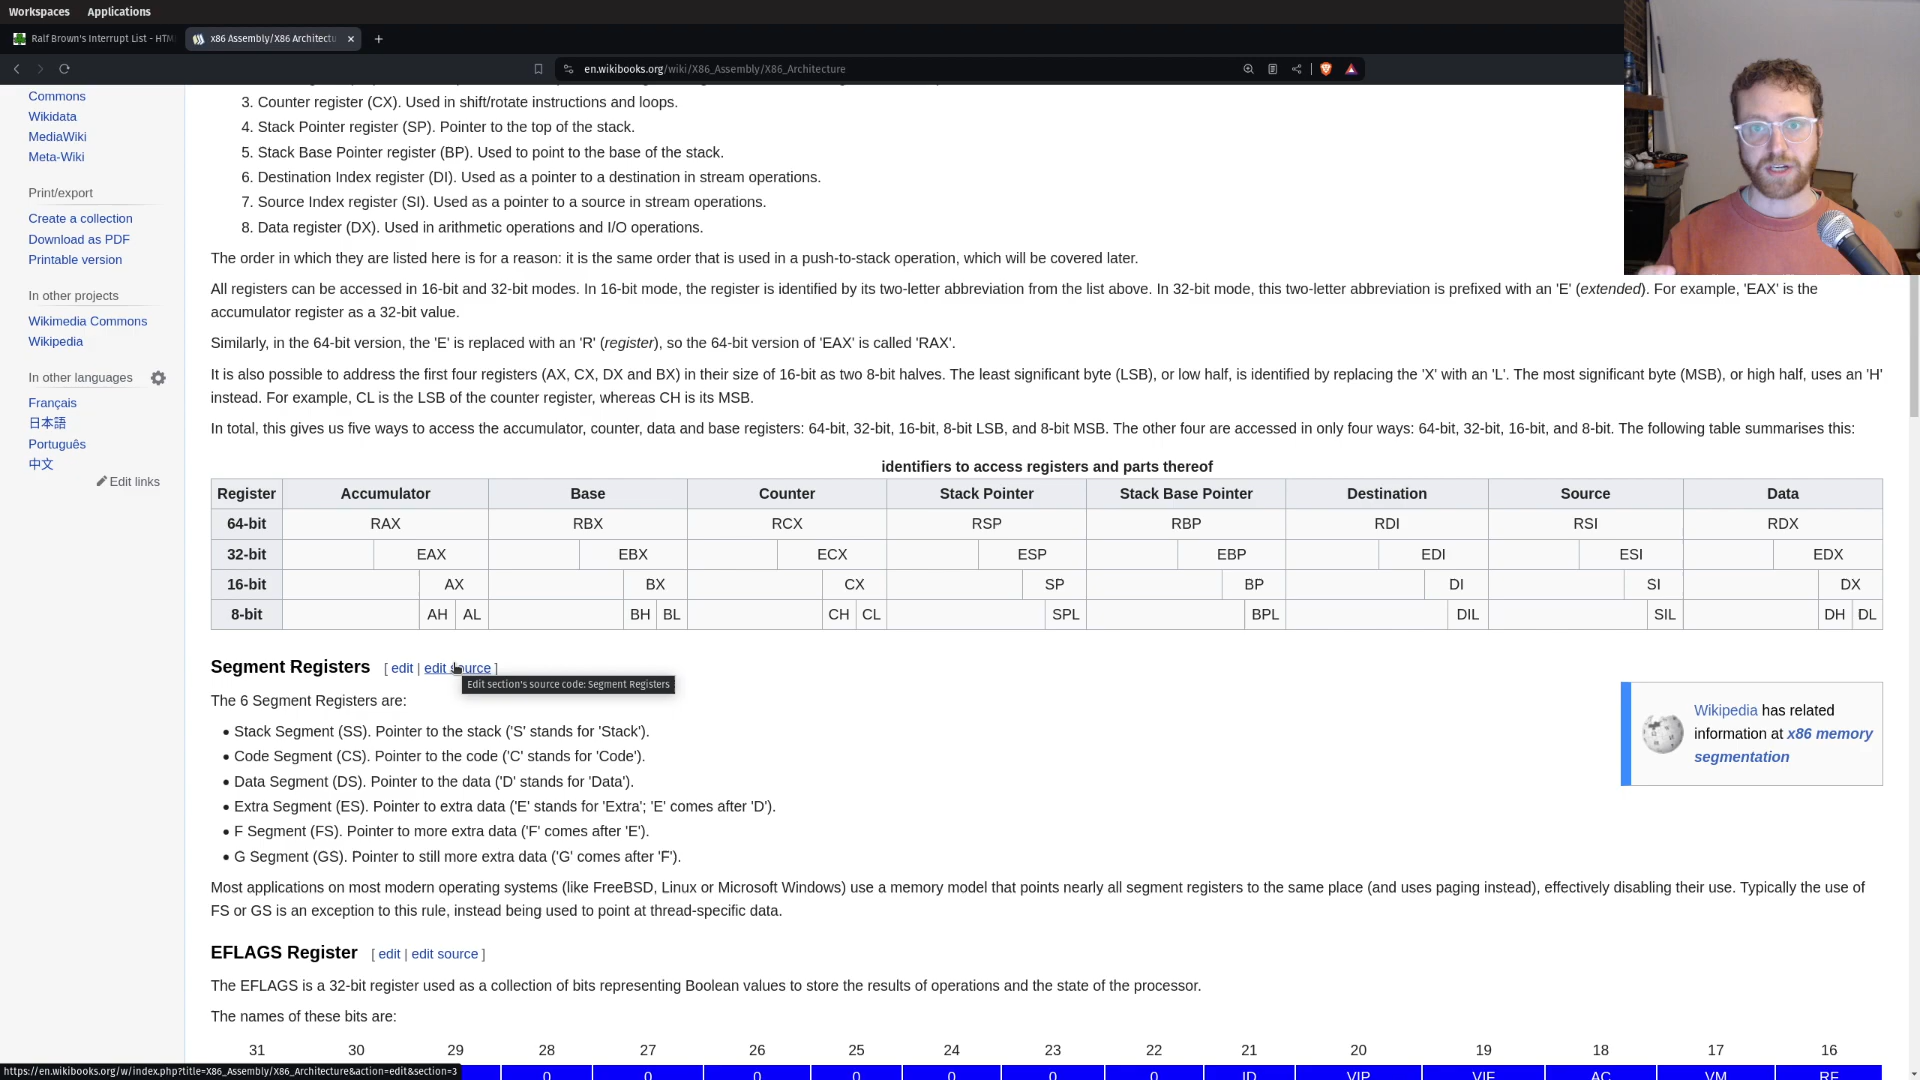 Workspaces Applications
Ralf Brown's Interrupt List - HTM
x86 Assembly/X86 Architectu
en.wikibooks.org/wiki/X86_Assembly/X86_Architecture
Commons
Wikidata
MediaWiki
Meta-Wiki
Print/export
Create a collection
Download as PDF
Printable version
In other projects
Wikimedia Commons
Wikipedia
In other languages
Français
日本語
Português
中文
Edit links
3. Counter register (CX). Used in shift/rotate instructions and loops.
4. Stack Pointer register (SP). Pointer to the top of the stack.
5. Stack Base Pointer register (BP). Used to point to the base of the stack.
6. Destination Index register (DI). Used as a pointer to a destination in stream operations.
7. Source Index register (SI). Used as a pointer to a source in stream operations.
8. Data register (DX). Used in arithmetic operations and I/O operations.
The order in which they are listed here is for a reason: it is the same order that is used in a push-to-stack operation, which will be covered later.
All registers can be accessed in 16-bit and 32-bit modes. In 16-bit mode, the register is identified by its two-letter abbreviation from the list above. In 32-bit mode, this two-letter abbreviation is prefixed with an 'E' (extended). For example, 'EAX' is the
accumulator register as a 32-bit value.
Similarly, in the 64-bit version, the 'E' is replaced with an 'R' (register), so the 64-bit version of 'EAX' is called 'RAX'.
It is also possible to address the first four registers (AX, CX, DX and BX) in their size of 16-bit as two 8-bit halves. The least significant byte (LSB), or low half, is identified by replacing the 'X' with an 'L'. The most significant byte (MSB), or high half, uses an 'H'
instead. For example, CL is the LSB of the counter register, whereas CH is its MSB.
In total, this gives us five ways to access the accumulator, counter, data and base registers: 64-bit, 32-bit, 16-bit, 8-bit LSB, and 8-bit MSB. The other four are accessed in only four ways: 64-bit, 32-bit, 16-bit, and 8-bit. The following table summarises this:
identifiers to access registers and parts thereof
Register Accumulator Base Counter Stack Pointer Stack Base Pointer Destination Source Data
64-bit RAX RBX RCX RSP RBP RDI RSI RDX
32-bit EAX EBX ECX ESP EBP EDI ESI EDX
16-bit AX BX CX SP BP DI SI DX
8-bit AH AL BH BL CH CL SPL BPL DIL SIL DH DL
Segment Registers [ edit | edit source ]
Edit section's source code: Segment Registers
The 6 Segment Registers are:
• Stack Segment (SS). Pointer to the stack ('S' stands for 'Stack').
• Code Segment (CS). Pointer to the code ('C' stands for 'Code').
• Data Segment (DS). Pointer to the data ('D' stands for 'Data').
• Extra Segment (ES). Pointer to extra data ('E' stands for 'Extra'; 'E' comes after 'D').
• F Segment (FS). Pointer to more extra data ('F' comes after 'E').
• G Segment (GS). Pointer to still more extra data ('G' comes after 'F').
Wikipedia has related
information at x86 memory
segmentation
Most applications on most modern operating systems (like FreeBSD, Linux or Microsoft Windows) use a memory model that points nearly all segment registers to the same place (and uses paging instead), effectively disabling their use. Typically the use of
FS or GS is an exception to this rule, instead being used to point at thread-specific data.
EFLAGS Register [ edit | edit source ]
The EFLAGS is a 32-bit register used as a collection of bits representing Boolean values to store the results of operations and the state of the processor.
The names of these bits are:
31 30 29 28 27 26 25 24 23 22 21 20 19 18 17 16
0 0 0 0 0 0 0 ID VIP VIF AC VM RF
https://en.wikibooks.org/w/index.php?title=X86_Assembly/X86_Architecture&action=edit&section=3